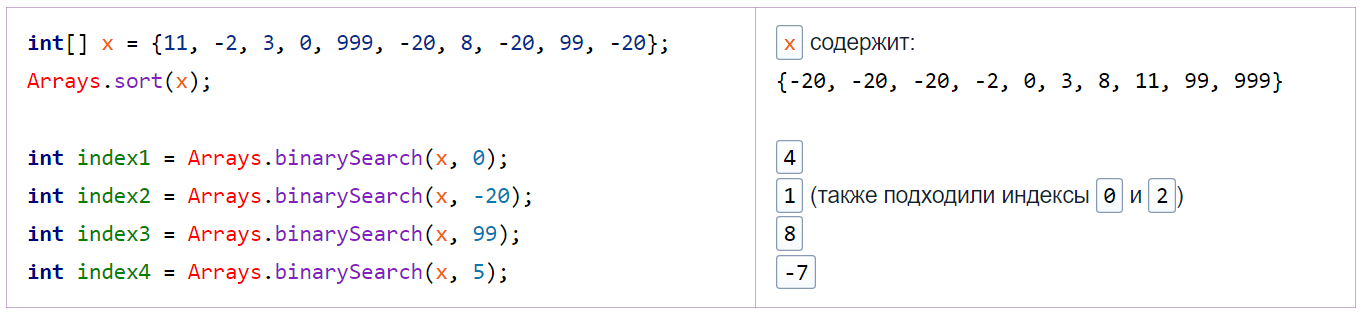 int[] x = {11, -2, 3, 0, 999, -20, 8, -20, 99, -20};
Arrays.sort(x);
int index1 = Arrays.binarySearch(x, 0);
int index2 = Arrays.binarySearch(x, -20);
int index3 = Arrays.binarySearch(x, 99);
int index4 = Arrays.binarySearch(x, 5);
x содержит:
{-20, -20, -20, -2, 0, 3, 8, 11, 99, 999}
4
1 (также подходили индексы 0 и 2)
8
-7